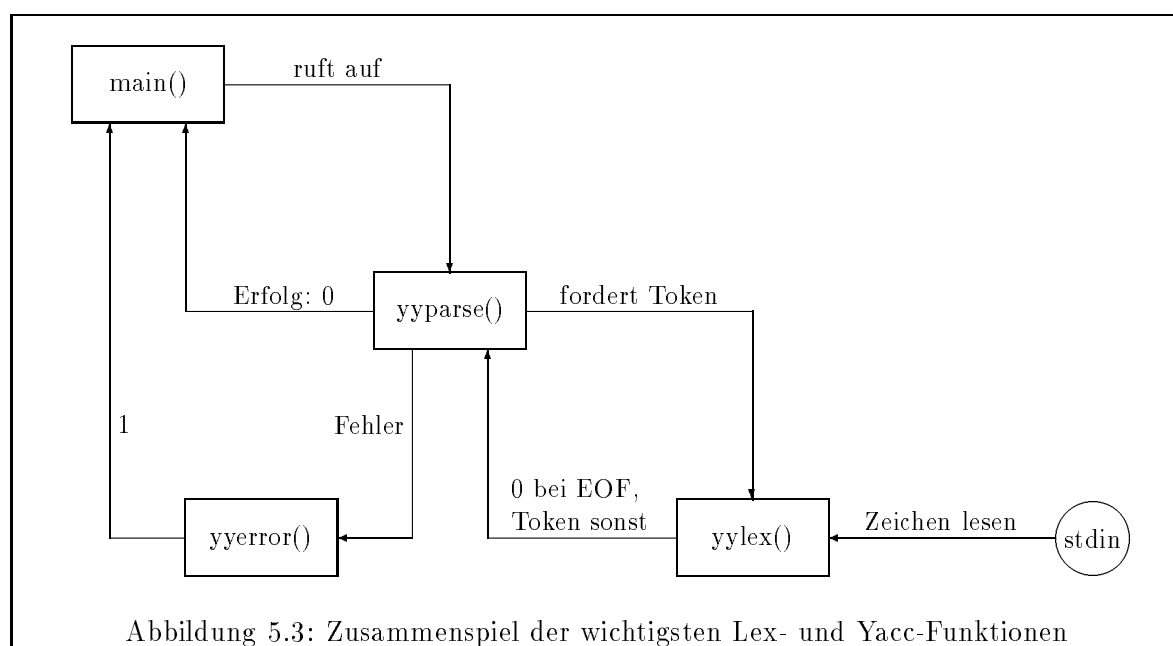 main()
ruft auf
Erfolg: 0
yyparse()
fordert Token
1
Fehler
0 bei EOF,
Token sonst
yyerror()
yylex()
Zeichen lesen
stdin
Abbildung 5.3: Zusammenspiel der wichtigsten Lex- und Yacc-Funktionen